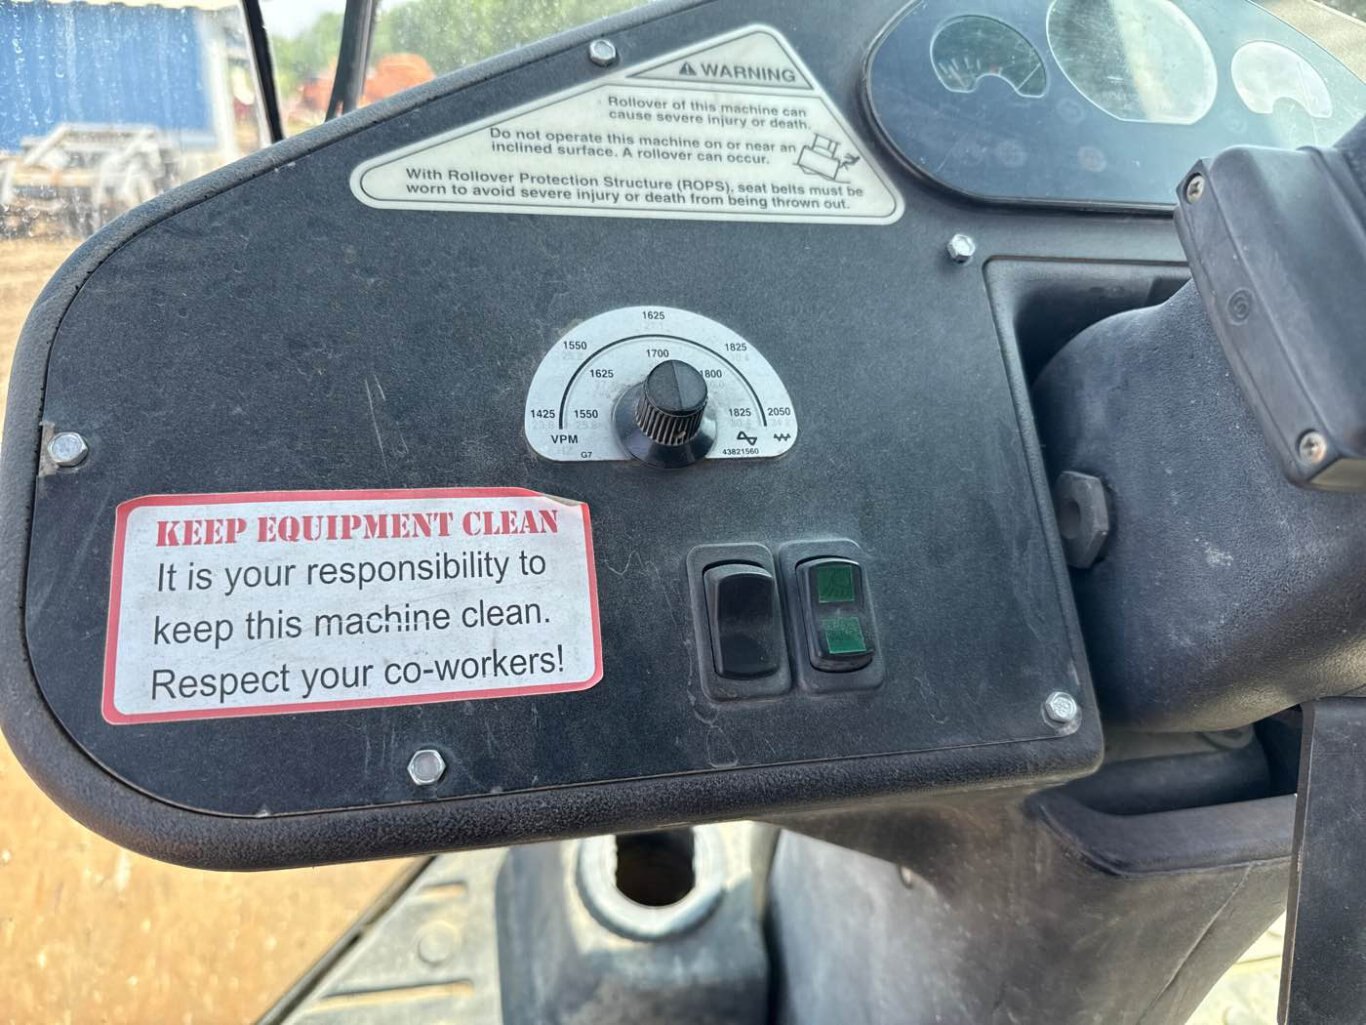 WARNING
Rollover of this machine can
cause severe injury or death.
Do not operate this machine on or near an
inclined surface. A rollover can occur.
With Rollover Protection Structure (ROPS), seat belts must be
worn to avoid severe injury or death from being thrown out.
1625
1550 1700 1825
1625 1800
1425 1550 1825 2050
VPM
G7 43821560
KEEP EQUIPMENT CLEAN
It is your responsibility to
keep this machine clean.
Respect your co-workers!